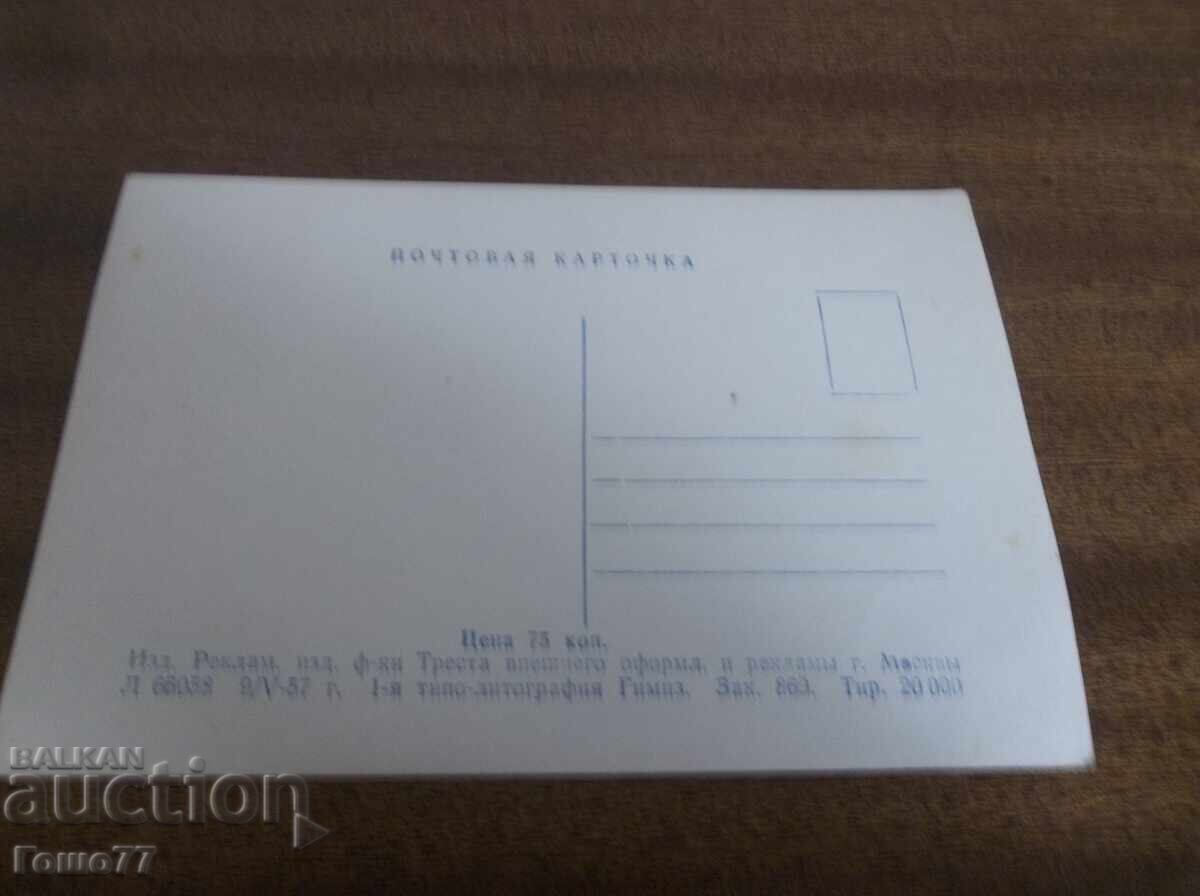 ПОЧТОВАЯ КАРТОЧКА
Цена 75 коп.
Изд. Реклам. изд. ф-ки Треста внешнего оформл. и рекламы г. Москвы
Л 66058 9/V-57 г. 1-я типо-литография Гимиз. Зак. 863. Тир. 20 000
BALKAN
auction
Гошо77